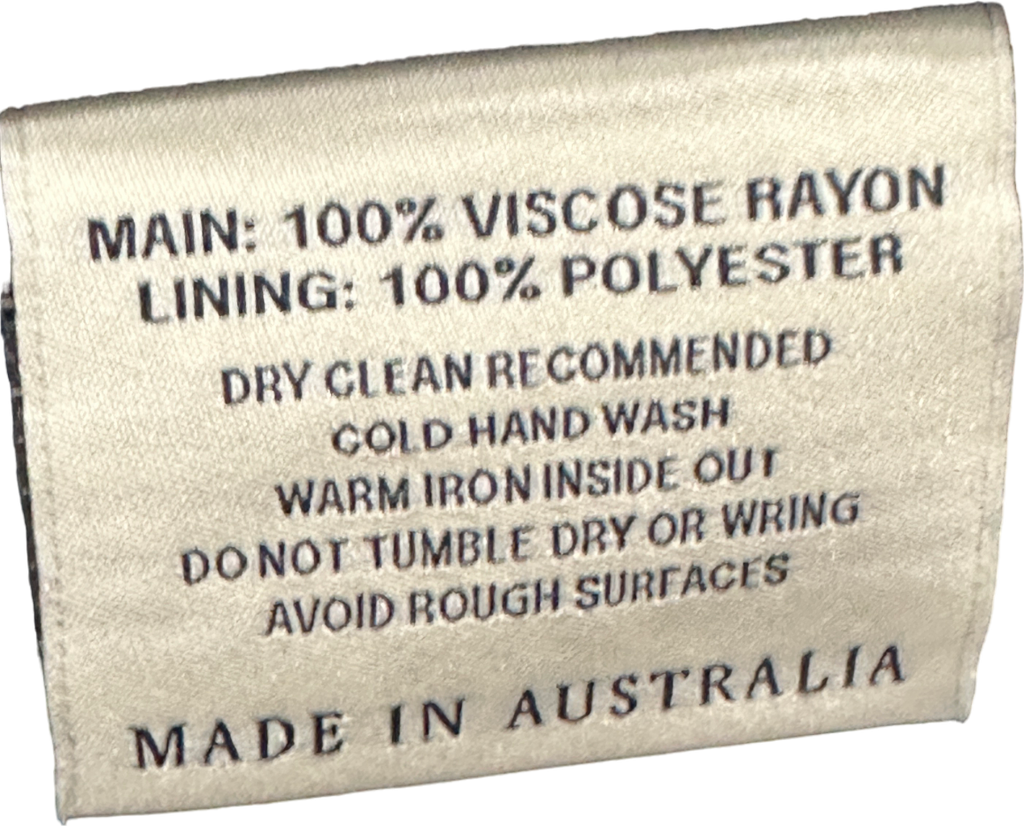 MAIN: 100% VISCOSE RAYON
LINING: 100% POLYESTER
DRY CLEAN RECOMMENDED
COLD HAND WASH
WARM IRON INSIDE OUT
DO NOT TUMBLE DRY OR WRING
AVOID ROUGH SURFACES
MADE IN AUSTRALIA